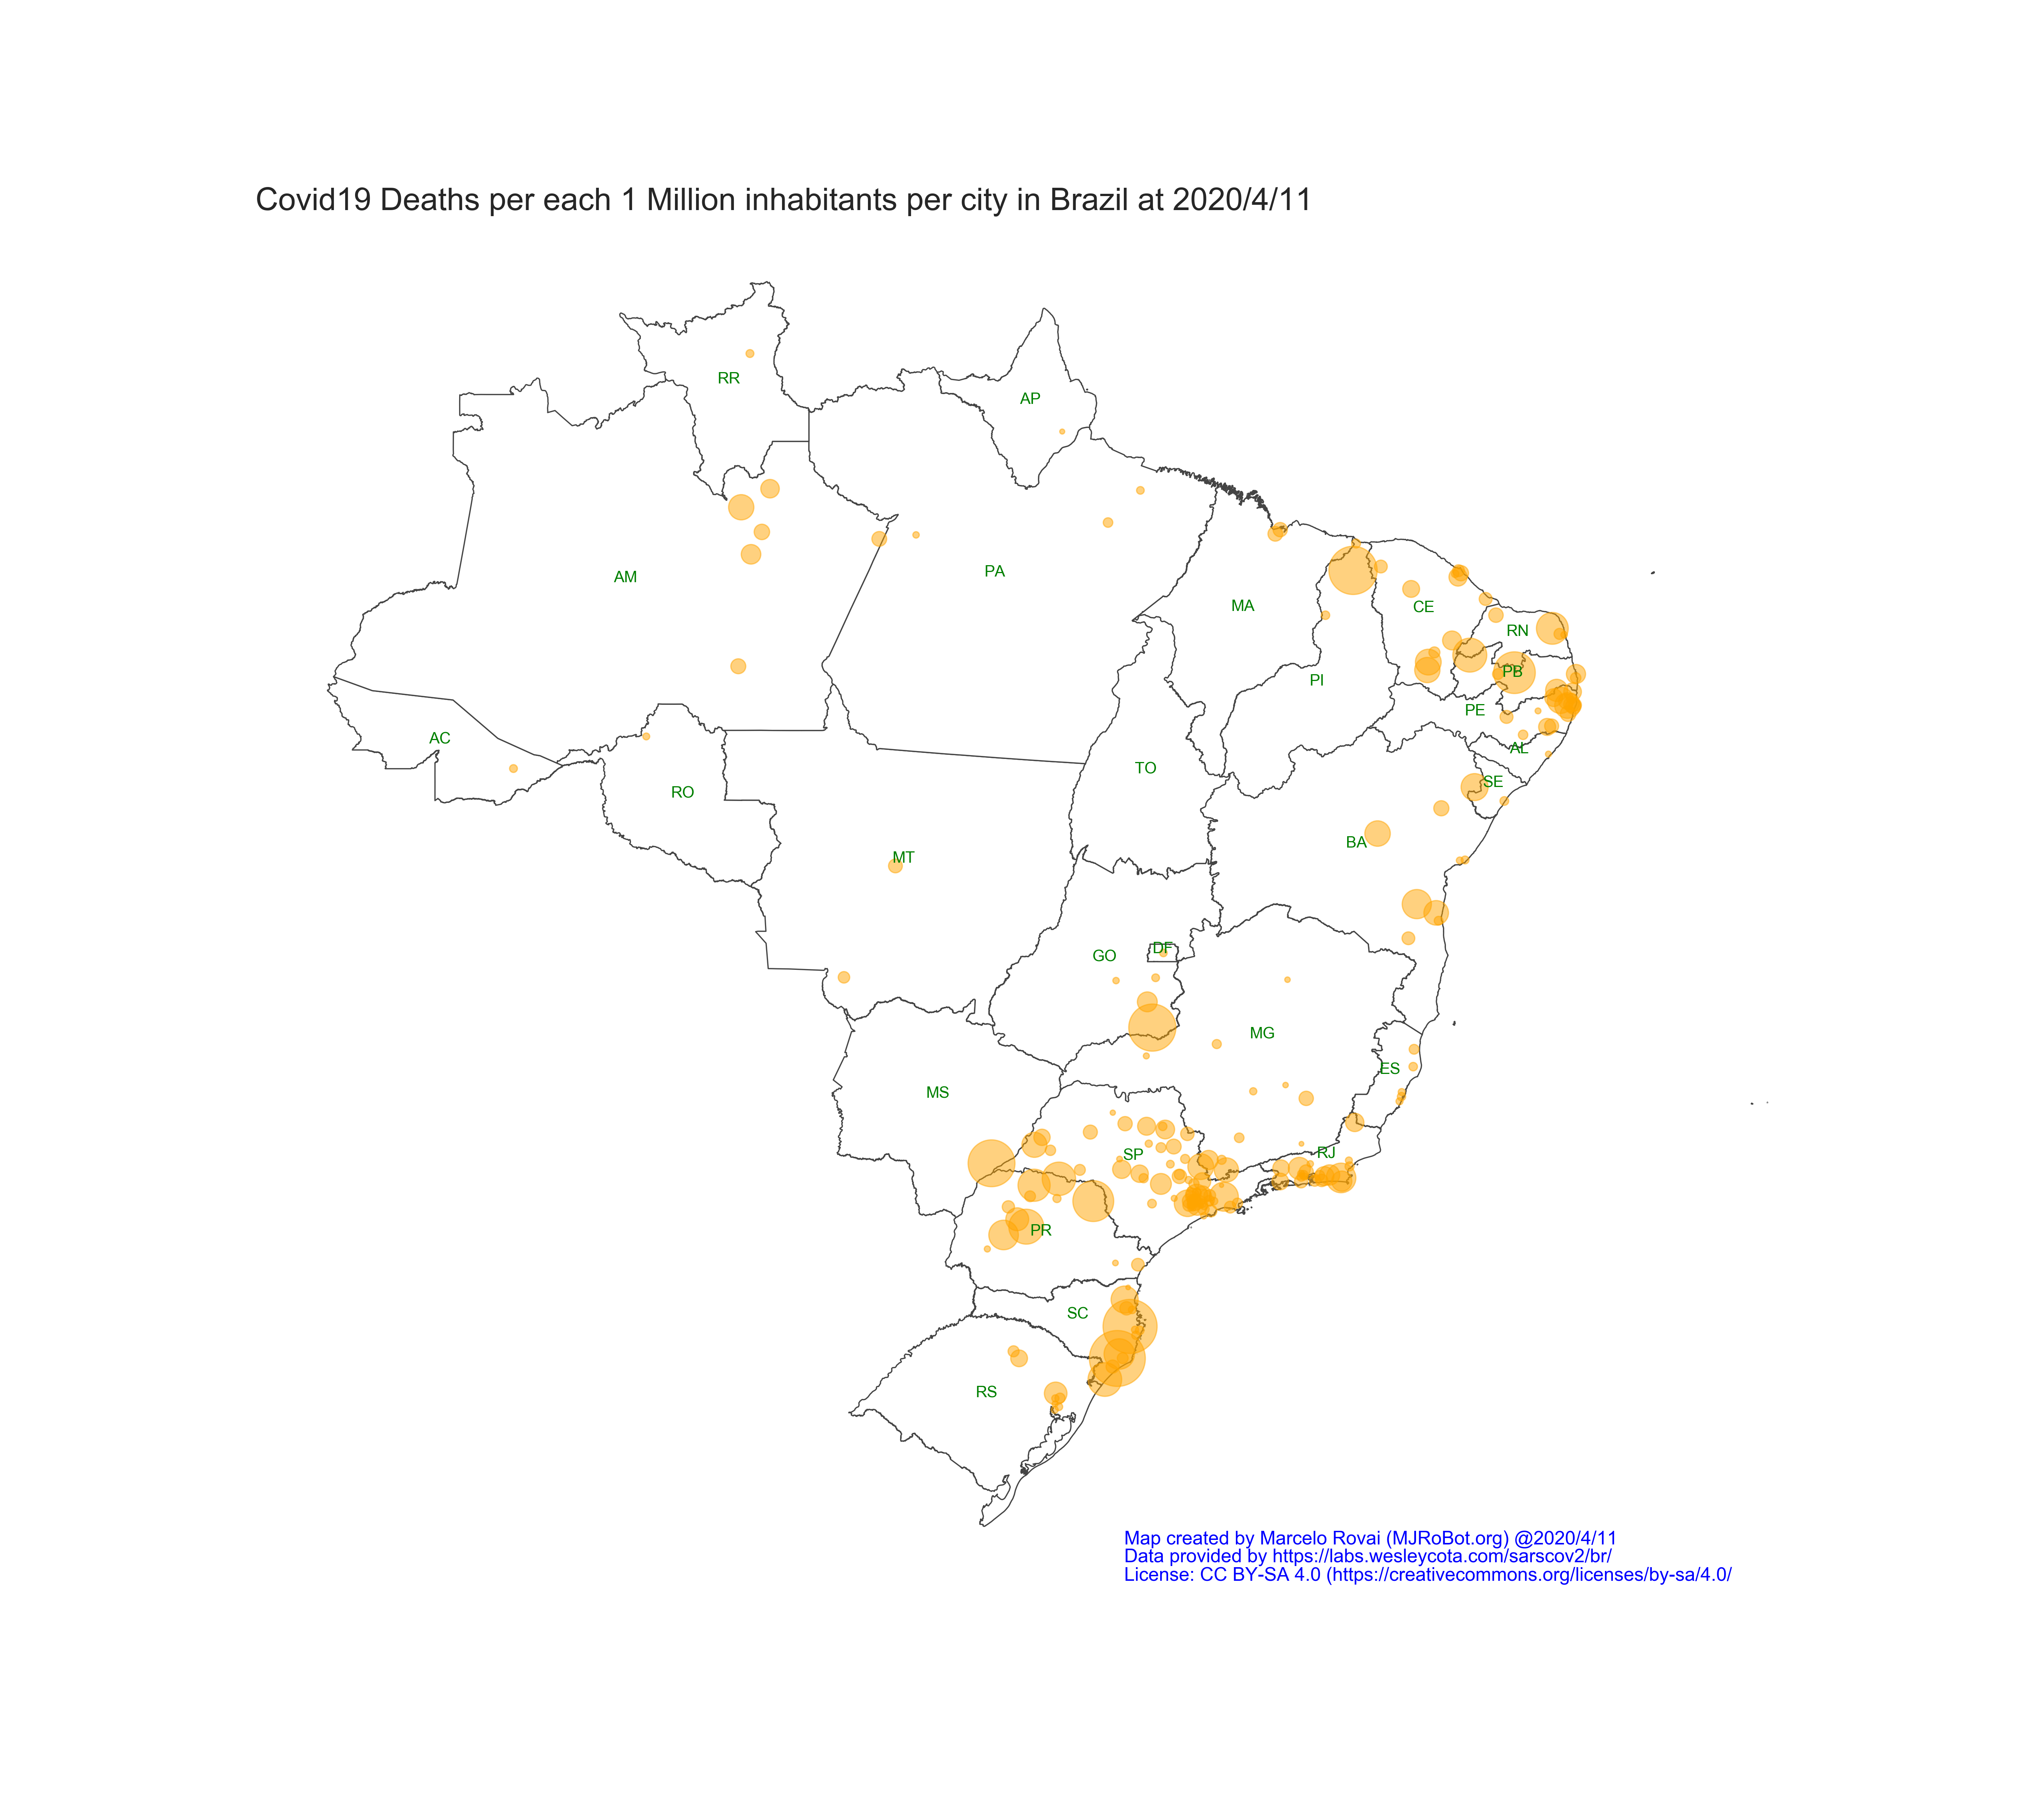 Covid19 Deaths per each 1 Million inhabitants per city in Brazil at 2020/4/11
RR
AP
AM
PA
MA
CE
RN
PB
PI
PE
AC
AL
TO
SE
RO
BA
MT
DF
GO
MG
ES
MS
RJ
SP
PR
SC
RS
Map created by Marcelo Rovai (MJRoBot.org) @2020/4/11
Data provided by https://labs.wesleycota.com/sarscov2/br/
License: CC BY-SA 4.0 (https://creativecommons.org/licenses/by-sa/4.0/